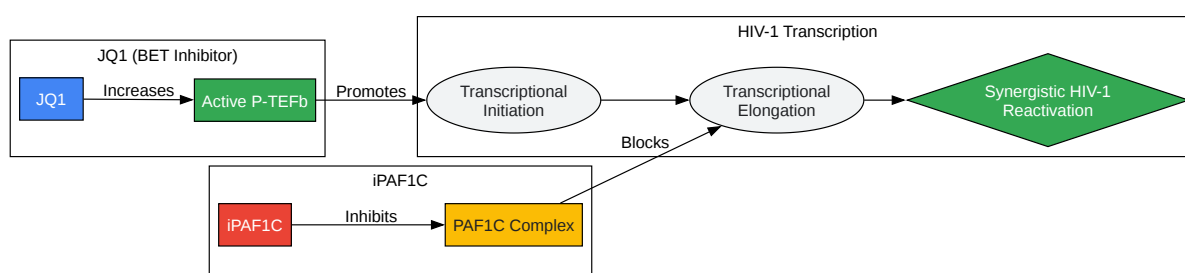 JQ1 (BET Inhibitor)
HIV-1 Transcription
JQ1
Increases
Active P-TEFb
Promotes
Transcriptional
Initiation
Transcriptional
Elongation
Synergistic HIV-1
Reactivation
Blocks
iPAF1C
iPAF1C
Inhibits
PAF1C Complex